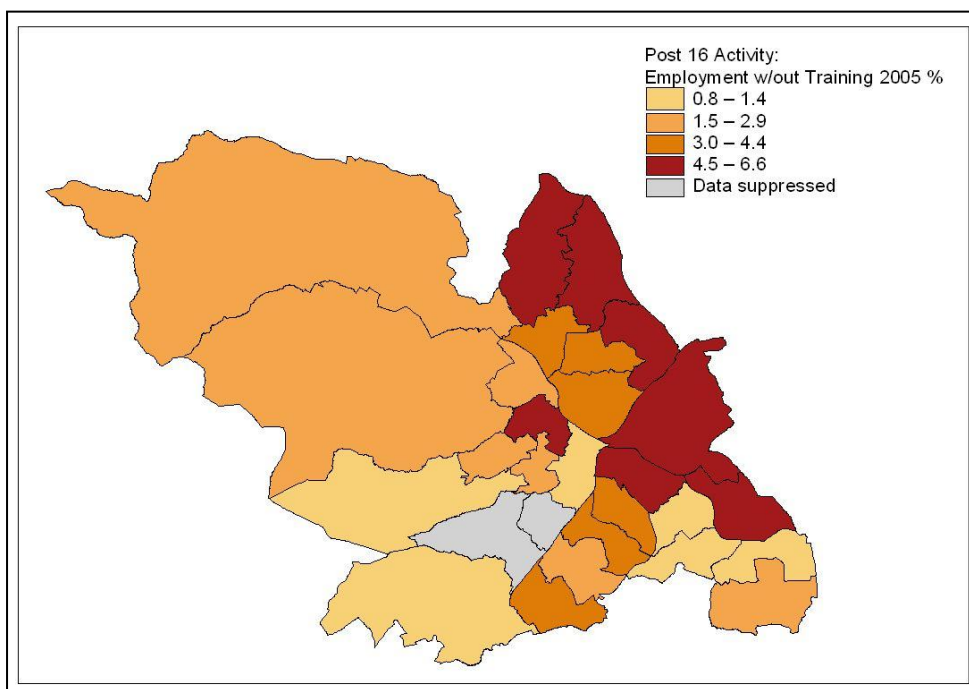 Post 16 Activity:
Employment w/out Training 2005 %
0.8 – 1.4
1.5 – 2.9
3.0 – 4.4
4.5 – 6.6
Data suppressed